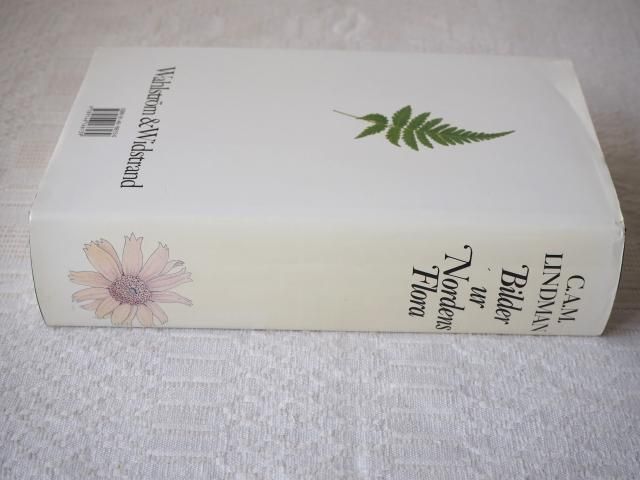 C.A.M.
LINDMAN
Bilder
ur
Nordens
Flora
Wahlström & Widstrand